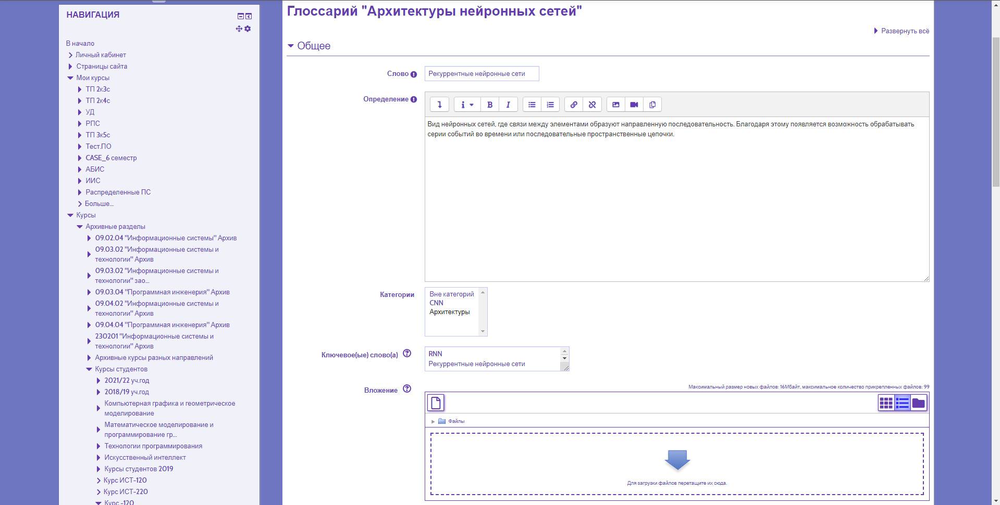 НАВИГАЦИЯ
В начало
Личный кабинет
Страницы сайта
Мои курсы
ТП 2к3с
ТП 2к4с
УД
РПС
ТП 3к5с
Тест.ПО
CASE_6 семестр
АБИС
ИИС
Распределенные ПС
Больше...
Курсы
Архивные разделы
09.02.04 "Информационные системы" Архив
09.03.02 "Информационные системы и
технологии" Архив
09.03.02 "Информационные системы и
технологии" зао...
09.03.04 "Программная инженерия" Архив
09.04.02 "Информационные системы и
технологии" Архив
09.04.04 "Программная инженерия" Архив
230201 "Информационные системы и
технологии" Архив
Архивные курсы разных направлений
Курсы студентов
2021/22 уч.год
2018/19 уч.год
Компьютерная графика и геометрическое
моделирование
Математическое моделирование и
программирование гр...
Технологии программирования
Искусственный интеллект
Курсы студентов 2019
Курс ИСТ-120
Курс ИСТ-220
Курс -120
Глоссарий "Архитектуры нейронных сетей"
Развернуть всё
Общее
Слово
Рекуррентные нейронные сети
Определение
B I
Вид нейронных сетей, где связи между элементами образуют направленную последовательность. Благодаря этому появляется возможность обрабатывать
серии событий во времени или последовательные пространственные цепочки.
Категории
Вне категорий
CNN
Архитектуры
Ключевое(ые) слово(а)
RNN
Рекуррентные нейронные сети
Вложение
Максимальный размер новых файлов: 16Мбайт, максимальное количество прикрепленных файлов: 99
Файлы
Для загрузки файлов перетащите их сюда.